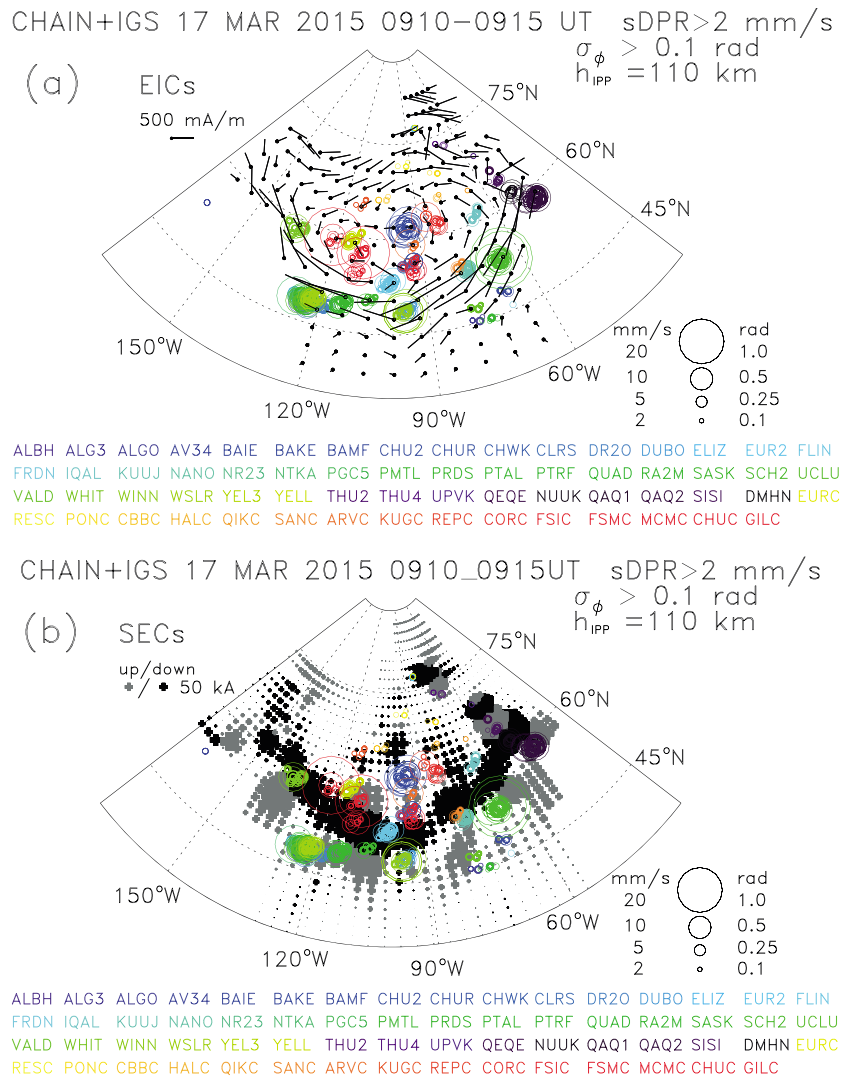 CHAIN+IGS 17 MAR 2015 0910−0915 UT sDPR>2 mm/s
σϕ > 0.1 rad
hIPP =110 km
(a)
EICs
500 mA/m
75°N
60°N
45°N
150°W
120°W
90°W
60°W
mm/s rad
20 1.0
10 0.5
5 0.25
2 0.1
ALBH ALG3 ALGO AV34 BAIE BAKE BAMF CHU2 CHUR CHWK CLRS DR2O DUBO ELIZ EUR2 FLIN
FRDN IQAL KUUJ NANO NR23 NTKA PGC5 PMTL PRDS PTAL PTRF QUAD RA2M SASK SCH2 UCLU
VALD WHIT WINN WSLR YEL3 YELL THU2 THU4 UPVK QEQE NUUK QAQ1 QAQ2 SISI DMHN EURC
RESC PONC CBBC HALC QIKC SANC ARVC KUGC REPC CORC FSIC FSMC MCMC CHUC GILC
CHAIN+IGS 17 MAR 2015 0910_0915UT sDPR>2 mm/s
σϕ > 0.1 rad
hIPP =110 km
(b)
SECs
up/down
/ 50 kA
75°N
60°N
45°N
150°W
120°W
90°W
60°W
mm/s rad
20 1.0
10 0.5
5 0.25
2 0.1
ALBH ALG3 ALGO AV34 BAIE BAKE BAMF CHU2 CHUR CHWK CLRS DR2O DUBO ELIZ EUR2 FLIN
FRDN IQAL KUUJ NANO NR23 NTKA PGC5 PMTL PRDS PTAL PTRF QUAD RA2M SASK SCH2 UCLU
VALD WHIT WINN WSLR YEL3 YELL THU2 THU4 UPVK QEQE NUUK QAQ1 QAQ2 SISI DMHN EURC
RESC PONC CBBC HALC QIKC SANC ARVC KUGC REPC CORC FSIC FSMC MCMC CHUC GILC